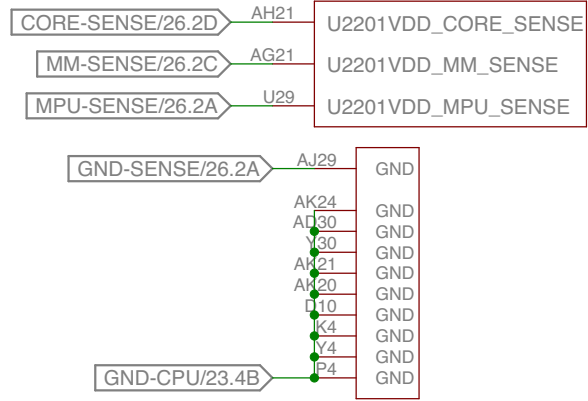 CORE-SENSE/26.2D AH21 U2201VDD_CORE_SENSE
MM-SENSE/26.2C AG21 U2201VDD_MM_SENSE
MPU-SENSE/26.2A U29 U2201VDD_MPU_SENSE
GND-SENSE/26.2A AJ29 GND
AK24 GND
AD30 GND
Y30 GND
AK21 GND
AK20 GND
D10 GND
K4 GND
Y4 GND
GND-CPU/23.4B P4 GND